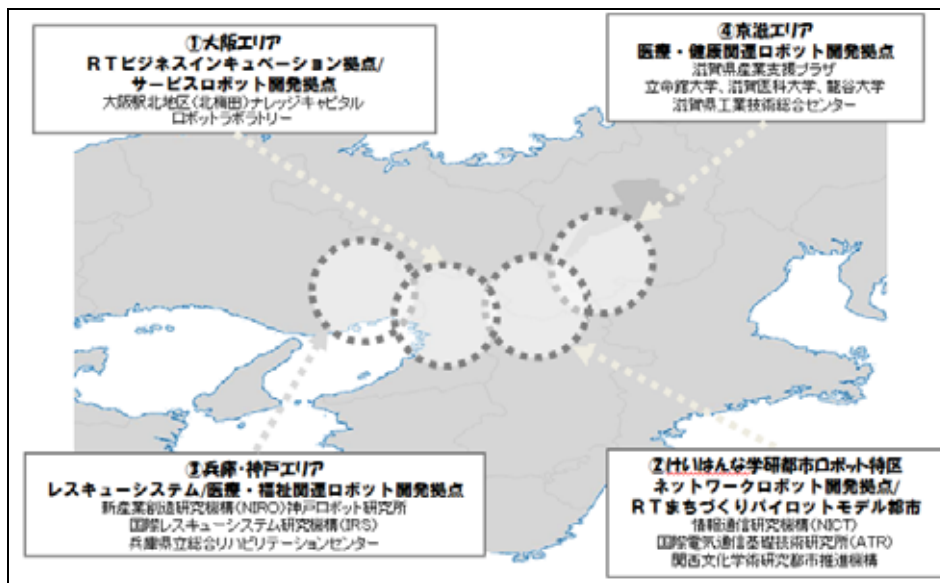 ①大阪エリア
RTビジネスインキュベーション拠点/
サービスロボット開発拠点
大阪駅北地区(北梅田)ナレッジキャピタル
ロボットラボラトリー
④京滋エリア
医療・健康関連ロボット開発拠点
滋賀県産業支援プラザ
立命館大学、滋賀医科大学、龍谷大学
滋賀県工業技術総合センター
③兵庫・神戸エリア
レスキューシステム/医療・福祉関連ロボット開発拠点
新産業創造研究機構(NIRO)神戸ロボット研究所
国際レスキューシステム研究機構(IRS)
兵庫県立総合リハビリテーションセンター
②けいはんな学研都市ロボット特区
ネットワークロボット開発拠点/
RTまちづくりパイロットモデル都市
情報通信研究機構(NICT)
国際電気通信基礎技術研究所(ATR)
関西文化学術研究都市推進機構